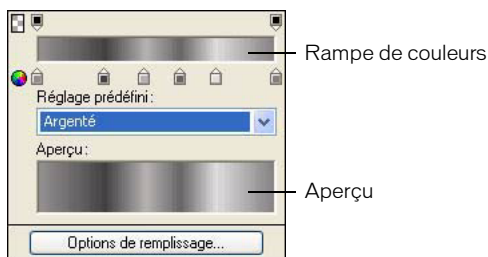 Rampe de couleurs
Réglage prédéfini:
Argenté
Aperçu:
Aperçu
Options de remplissage...